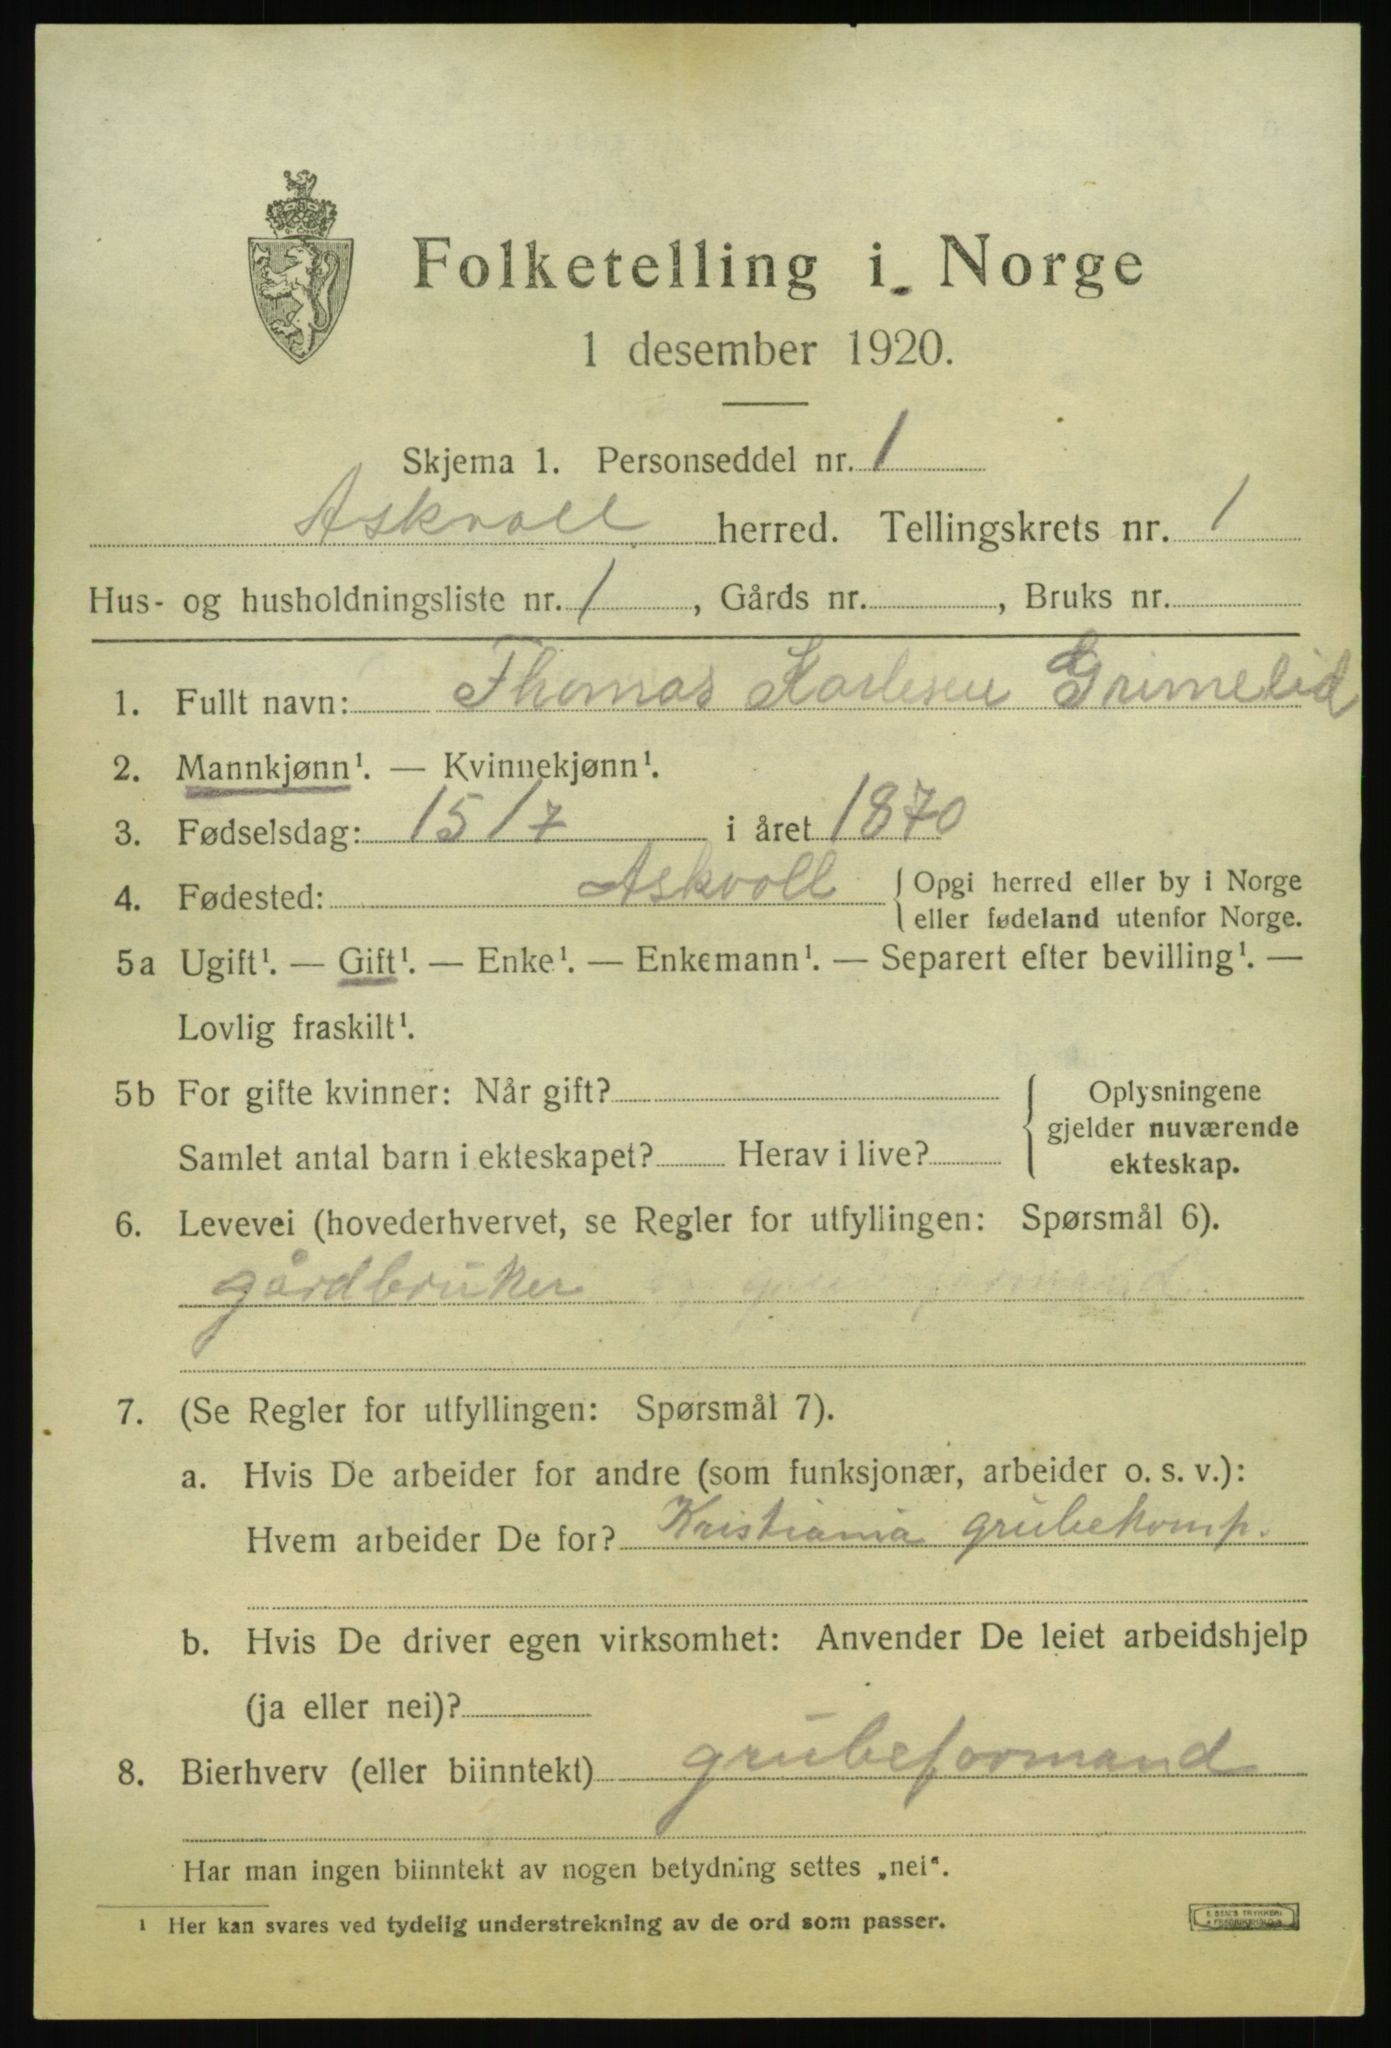 Folketelling i Norge
1 desember 1920.
Skjema 1. Personseddel nr. 1
Askvoll herred. Tellingskrets nr. 1
Hus- og husholdningsliste nr. 1, Gårds nr. , Bruks nr.
1. Fullt navn: Thomas Karlesen Grimelid
2. Mannkjønn¹. — Kvinnekjønn¹.
3. Fødselsdag: 15/7 i året 1870
4. Fødested: Askvoll { Opgi herred eller by i Norge
eller fødeland utenfor Norge.
5a Ugift¹. — Gift¹. — Enke¹. — Enkemann¹. — Separert efter bevilling¹. —
Lovlig fraskilt¹.
5b For gifte kvinner: Når gift? { Oplysningene
gjelder nuværende
Samlet antal barn i ekteskapet? Herav i live? ekteskap.
6. Levevei (hovederhvervet, se Regler for utfyllingen: Spørsmål 6).
gårdbruker formand
7. (Se Regler for utfyllingen: Spørsmål 7).
a. Hvis De arbeider for andre (som funksjonær, arbeider o. s. v.):
Hvem arbeider De for? Kristiania grubekomp.
b. Hvis De driver egen virksomhet: Anvender De leiet arbeidshjelp
(ja eller nei)?
8. Bierhverv (eller biinntekt) grubeformand
Har man ingen biinntekt av nogen betydning settes „nei“.
¹ Her kan svares ved tydelig understrekning av de ord som passer.